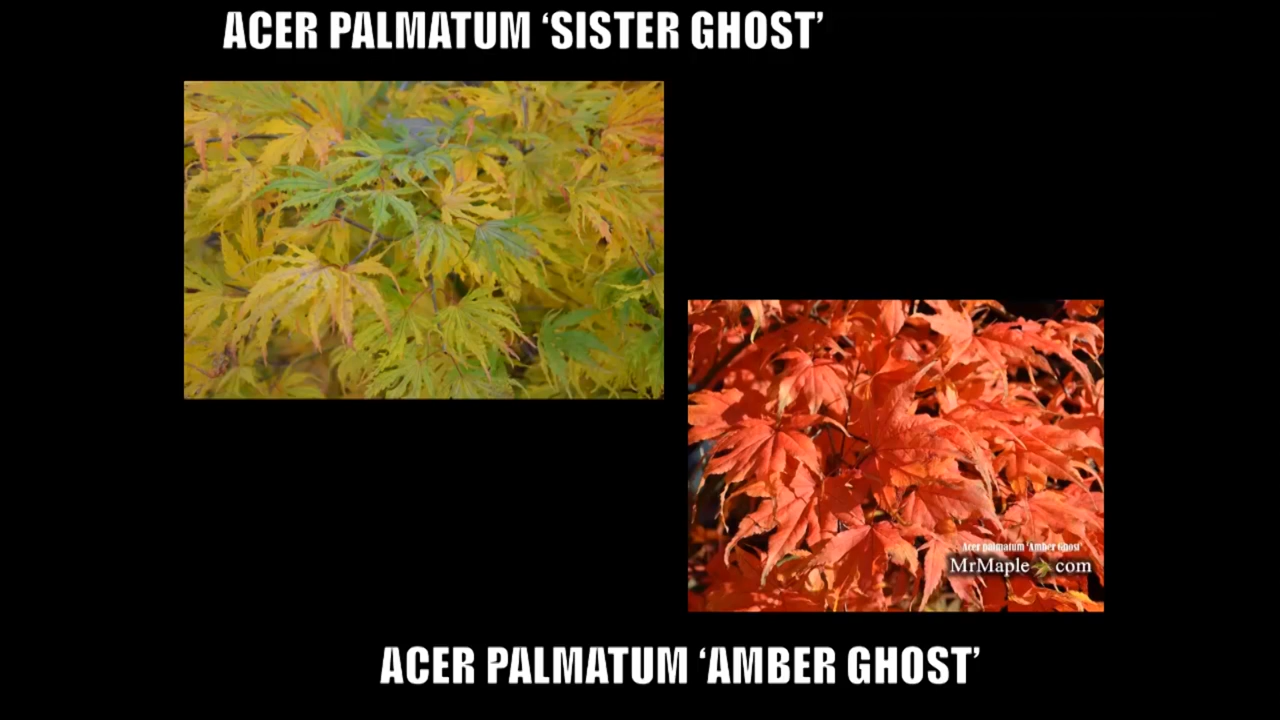 ACER PALMATUM ‘SISTER GHOST’
Acer palmatum 'Amber Ghost'
MrMaple com
ACER PALMATUM ‘AMBER GHOST’